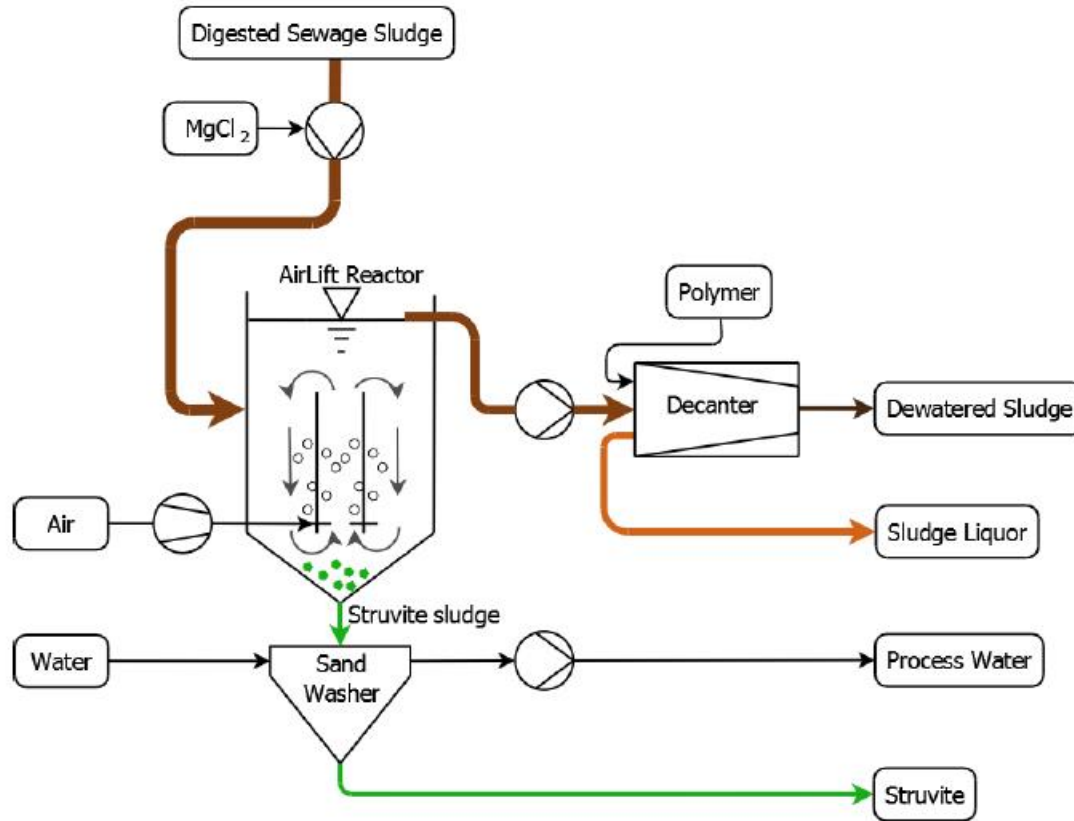 Digested Sewage Sludge
MgCl₂
AirLift Reactor
Polymer
Decanter
Dewatered Sludge
Air
Sludge Liquor
Struvite sludge
Water
Sand
Washer
Process Water
Struvite